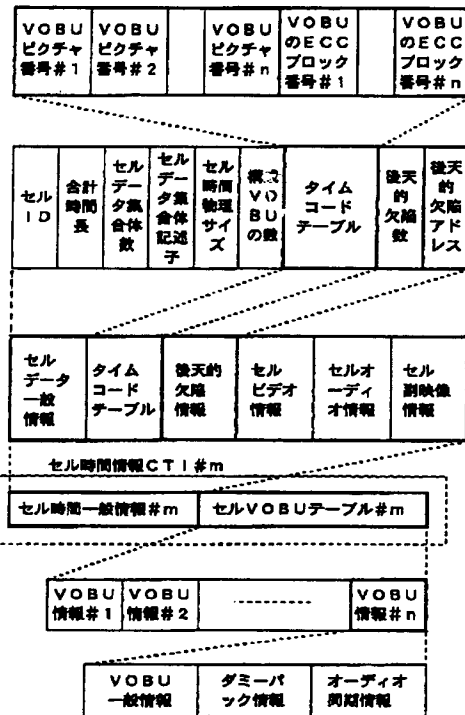 VOBU
ピクチャ
番号#1
VOBU
ピクチャ
番号#2
VOBU
ピクチャ
番号#n
VOBU
のECC
ブロック
番号#1
VOBU
のECC
ブロック
番号#n
セル
ID
合計
時間
長
セル
データ集
合体
数
セル
データ集
合体
記述
子
セル
時間
物理
サイ
ズ
構成
VO
BU
の数
タイム
コード
テーブル
後天
的
欠陥
数
後天
的
欠陥
アド
レス
セル
データ
一般
情報
タイム
コード
テーブル
後天的
欠陥
情報
セル
ビデオ
情報
セルオ
ーディ
オ情報
セル
副映像
情報
セル時間情報CTI#m
セル時間一般情報#m
セルVOBUテーブル#m
VOBU
情報#1
VOBU
情報#2
VOBU
情報#n
VOBU
一般情報
ダミーパ
ック情報
オーディオ
同期情報